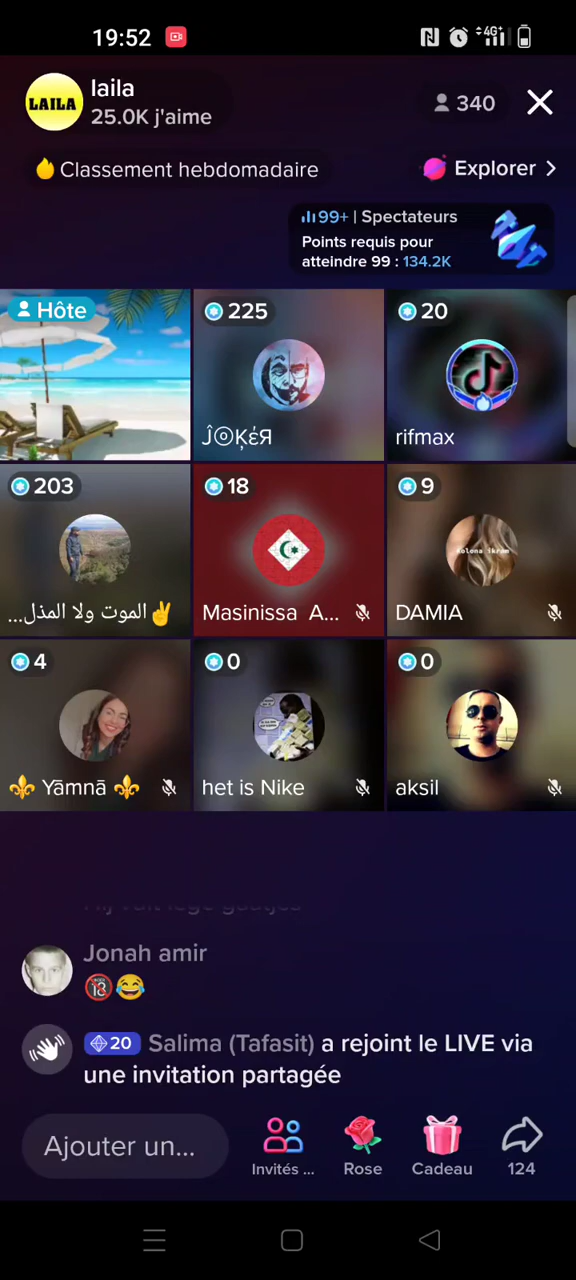 19:52
4G+
LAILA
laila
25.0K j'aime
340
Classement hebdomadaire
Explorer >
99+ | Spectateurs
Points requis pour
atteindre 99 : 134.2K
Hôte
225
20
ĴⓄĶέЯ
rifmax
203
18
9
...الموت ولا المذل✌️
Masinissa A...
DAMIA
4
0
0
⚜️ Yāmnā ⚜️
het is Nike
aksil
Jonah amir
🔞😂
20 Salima (Tafasit) a rejoint le LIVE via
une invitation partagée
Ajouter un...
Invités ...
Rose
Cadeau
124